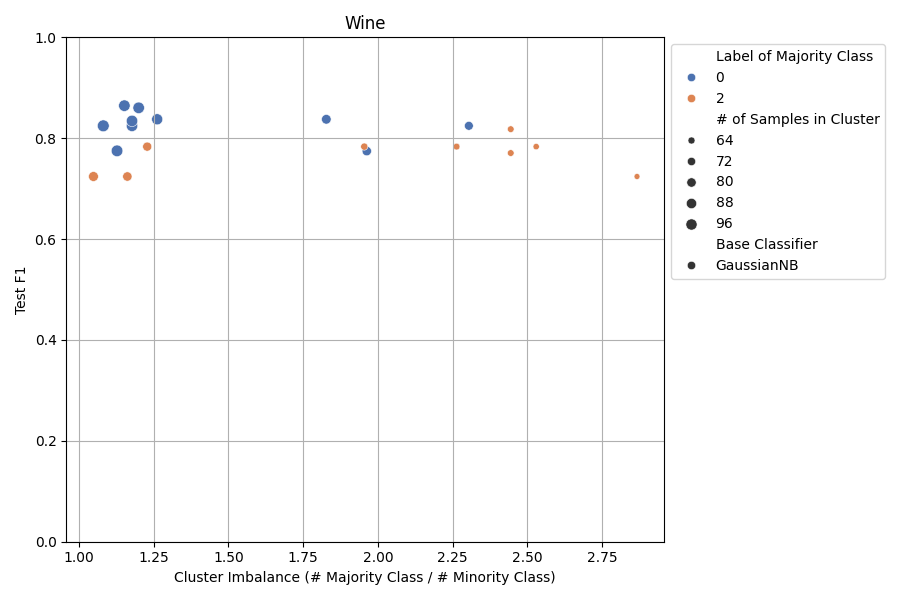 Wine
Test F1
1.0
0.8
0.6
0.4
0.2
0.0
1.00 1.25 1.50 1.75 2.00 2.25 2.50 2.75
Cluster Imbalance (# Majority Class / # Minority Class)
Label of Majority Class
0
2
# of Samples in Cluster
64
72
80
88
96
Base Classifier
GaussianNB